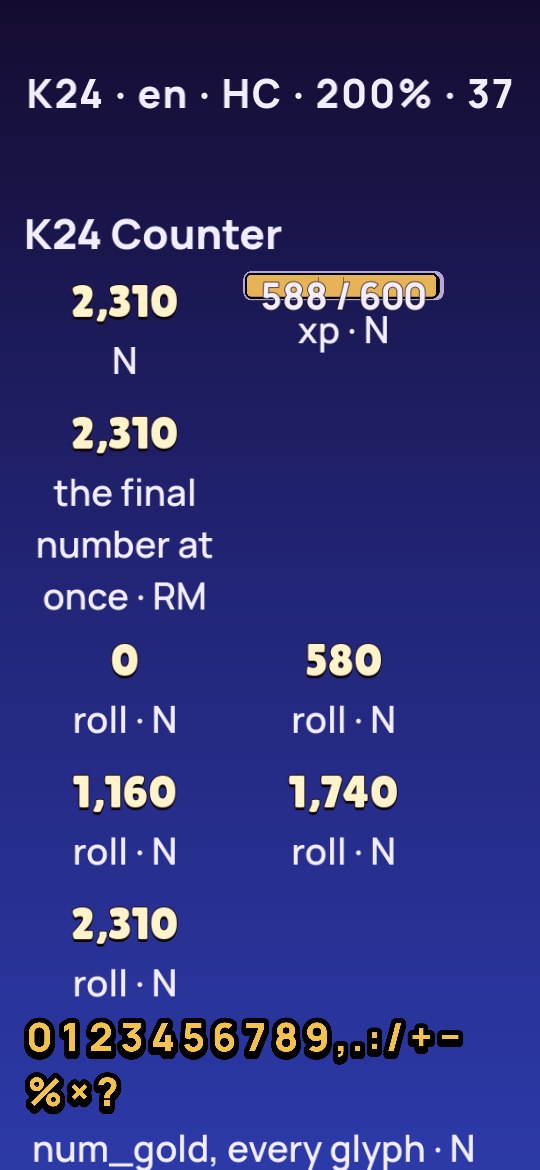 K24 · en · HC · 200% · 37
K24 Counter
2,310
N
588 / 600
xp · N
2,310
the final
number at
once · RM
0
roll · N
580
roll · N
1,160
roll · N
1,740
roll · N
2,310
roll · N
0123456789,.:/+−
%×?
num_gold, every glyph · N